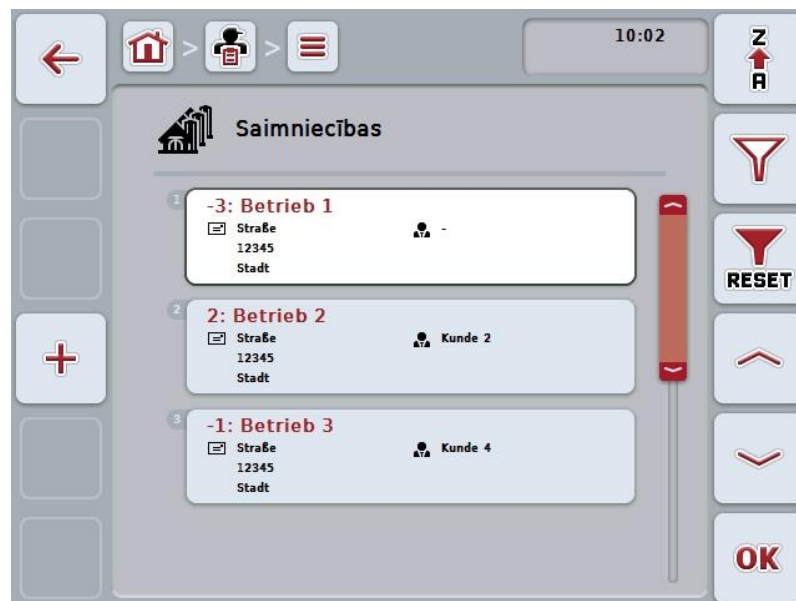 10:02
Z
A
Saimniecības
1
-3: Betrieb 1
Straße
-
12345
Stadt
RESET
2
2: Betrieb 2
Straße
Kunde 2
12345
Stadt
3
-1: Betrieb 3
Straße
Kunde 4
12345
Stadt
OK